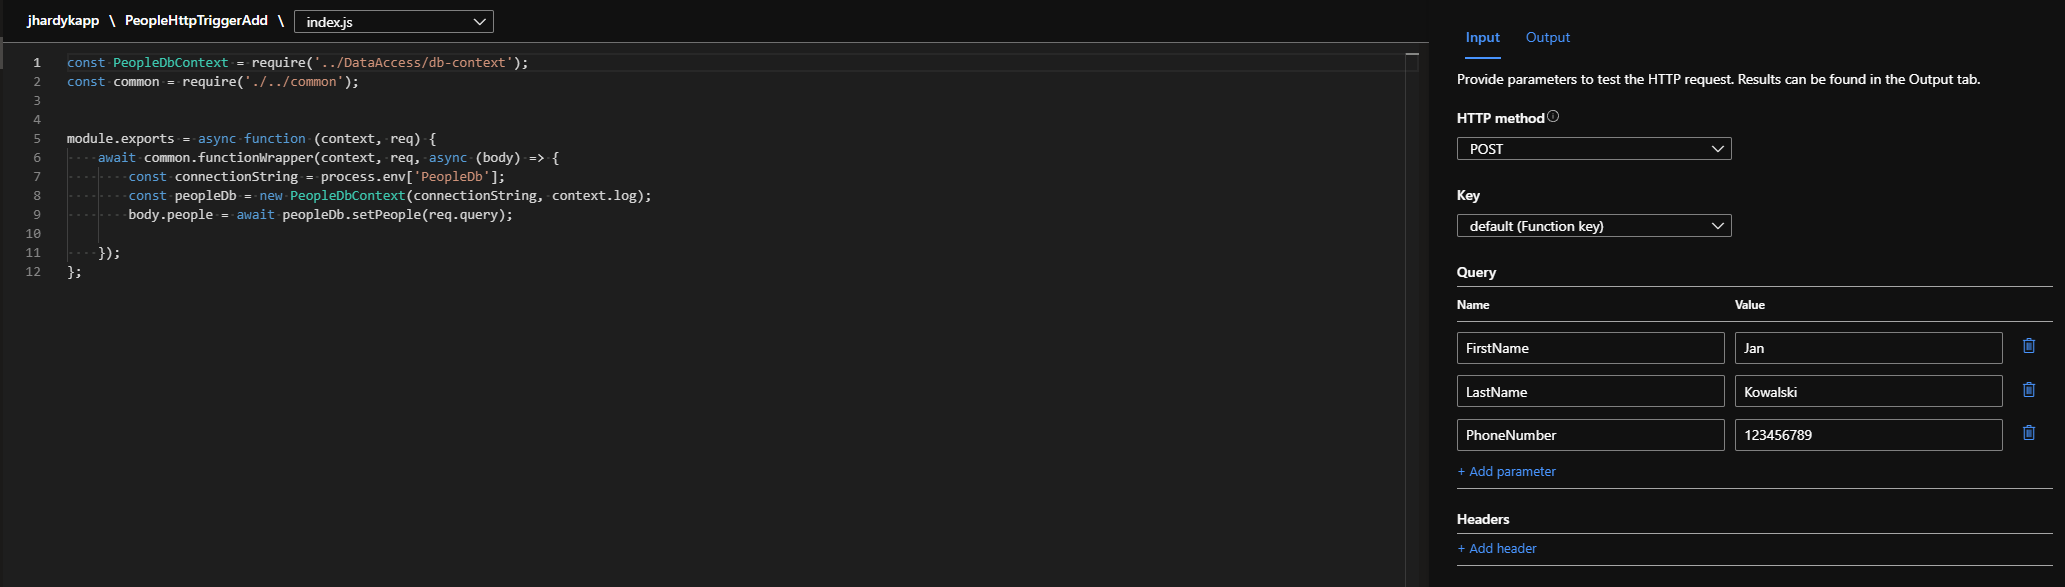 jhardykapp \ PeopleHttpTriggerAdd \ index.js
1 const PeopleDbContext = require('../DataAccess/db-context');
2 const common = require('./../common');
3
4
5 module.exports = async function (context, req) {
6     await common.functionWrapper(context, req, async (body) => {
7         const connectionString = process.env['PeopleDb'];
8         const peopleDb = new PeopleDbContext(connectionString, context.log);
9         body.people = await peopleDb.setPeople(req.query);
10
11     });
12 };
Input Output
Provide parameters to test the HTTP request. Results can be found in the Output tab.
HTTP method
POST
Key
default (Function key)
Query
Name Value
FirstName Jan
LastName Kowalski
PhoneNumber 123456789
+ Add parameter
Headers
+ Add header